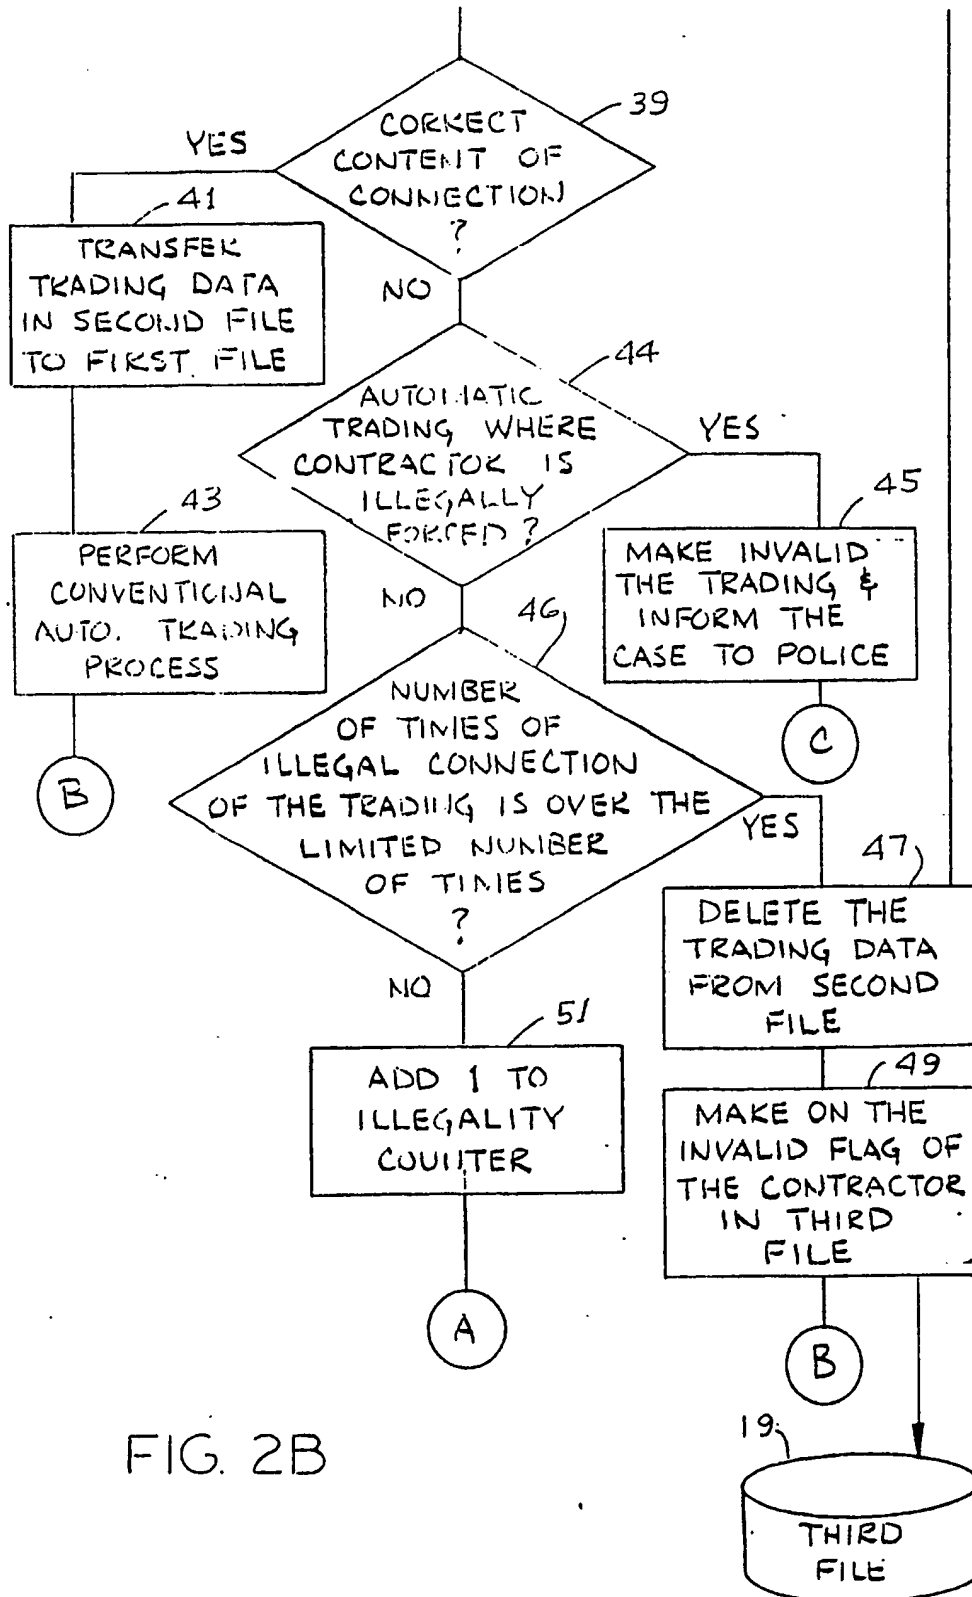 39
CORRECT
CONTENT OF
CONNECTION
?
YES
41
TRANSFER
TRADING DATA
IN SECOND FILE
TO FIRST FILE
NO
44
AUTOMATIC
TRADING WHERE
CONTRACTOR IS
ILLEGALLY
FORCED ?
YES
45
MAKE INVALID
THE TRADING &
INFORM THE
CASE TO POLICE
C
43
PERFORM
CONVENTIONAL
AUTO. TRADING
PROCESS
B
NO
46
NUMBER
OF TIMES OF
ILLEGAL CONNECTION
OF THE TRADING IS OVER THE
LIMITED NUMBER
OF TIMES
?
YES
47
DELETE THE
TRADING DATA
FROM SECOND
FILE
NO
51
ADD 1 TO
ILLEGALITY
COUNTER
A
49
MAKE ON THE
INVALID FLAG OF
THE CONTRACTOR
IN THIRD
FILE
B
19
THIRD
FILE
FIG. 2B